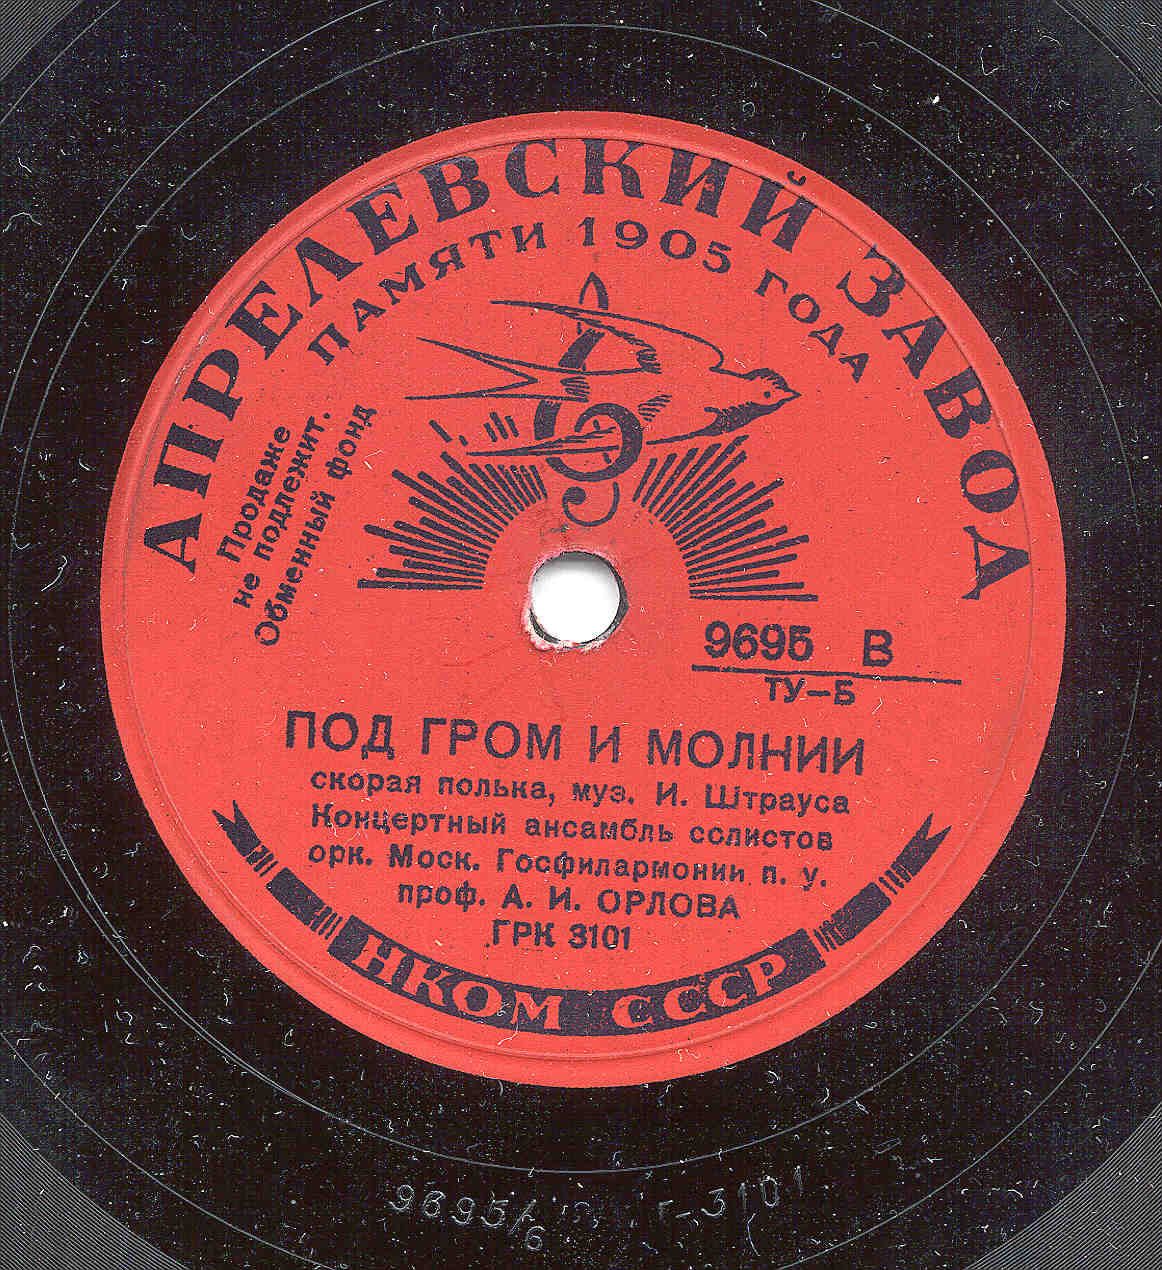 АПРЕЛЕВСКИЙ ЗАВОД
ПАМЯТИ 1905 ГОДА
Продаже
не подлежит.
Обменный фонд
9695 В
ТУ–Б
ПОД ГРОМ И МОЛНИИ
скорая полька, муз. И. Штрауса
Концертный ансамбль солистов
орк. Моск. Госфилармонии п. у.
проф. А. И. ОРЛОВА
ГРК 3101
НКОМ СССР
9695/6 Г-3101